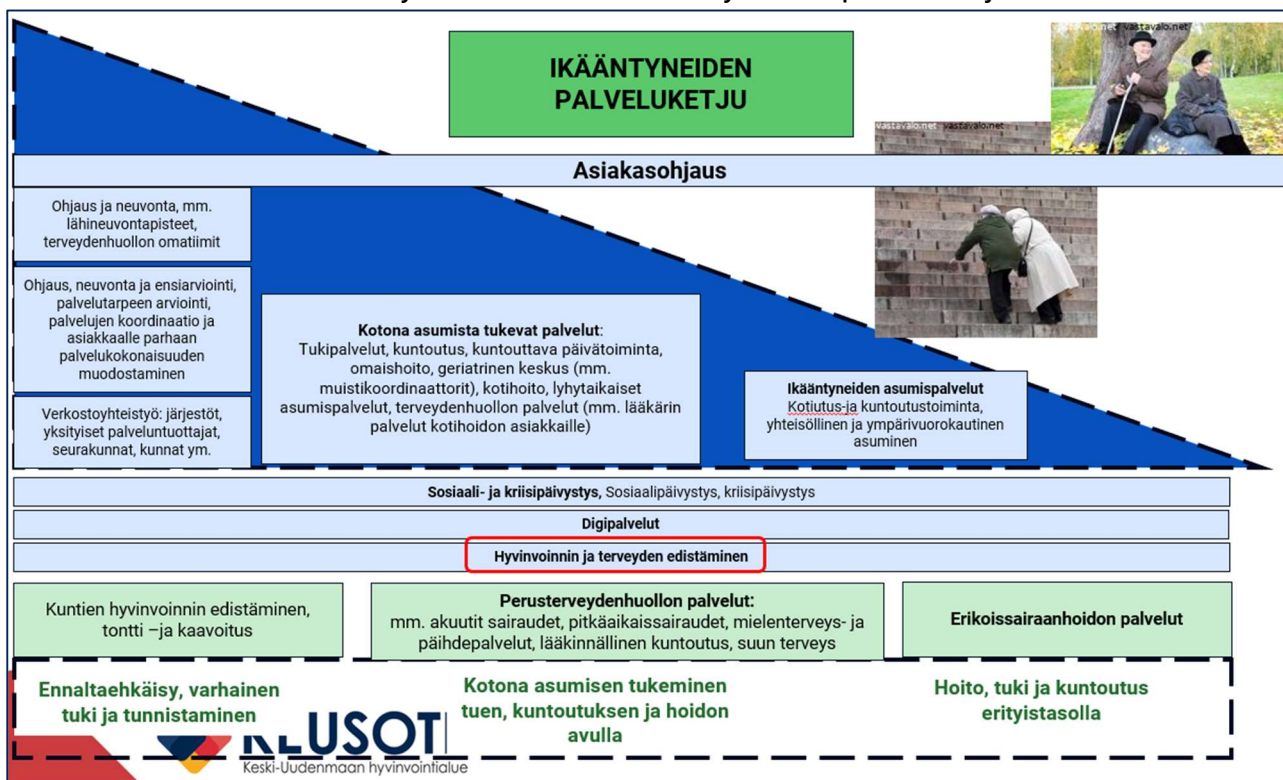 IKÄÄNTYNEIDEN
PALVELUKETJU
vastavalo.net
vastavalo.net vastavalo.net
Asiakasohjaus
Ohjaus ja neuvonta, mm.
lähineuvontapisteet,
terveydenhuollon omatiimit
Ohjaus, neuvonta ja ensiarviointi,
palvelutarpeen arviointi,
palvelujen koordinaatio ja
asiakkaalle parhaan
palvelukokonaisuuden
muodostaminen
Verkostoyhteistyö: järjestöt,
yksityiset palveluntuottajat,
seurakunnat, kunnat ym.
Kotona asumista tukevat palvelut:
Tukipalvelut, kuntoutus, kuntouttava päivätoiminta,
omaishoito, geriatrinen keskus (mm.
muistikoordinaattorit), kotihoito, lyhytaikaiset
asumispalvelut, terveydenhuollon palvelut (mm. lääkärin
palvelut kotihoidon asiakkaille)
Ikääntyneiden asumispalvelut
Kotiutus-ja kuntoutustoiminta,
yhteisöllinen ja ympärivuorokautinen
asuminen
Sosiaali- ja kriisipäivystys, Sosiaalipäivystys, kriisipäivystys
Digipalvelut
Hyvinvoinnin ja terveyden edistäminen
Kuntien hyvinvoinnin edistäminen,
tontti –ja kaavoitus
Perusterveydenhuollon palvelut:
mm. akuutit sairaudet, pitkäaikaissairaudet, mielenterveys- ja
päihdepalvelut, lääkinnällinen kuntoutus, suun terveys
Erikoissairaanhoidon palvelut
Ennaltaehkäisy, varhainen
tuki ja tunnistaminen
Kotona asumisen tukeminen
tuen, kuntoutuksen ja hoidon
avulla
Hoito, tuki ja kuntoutus
erityistasolla
Keski-Uudenmaan hyvinvointialue